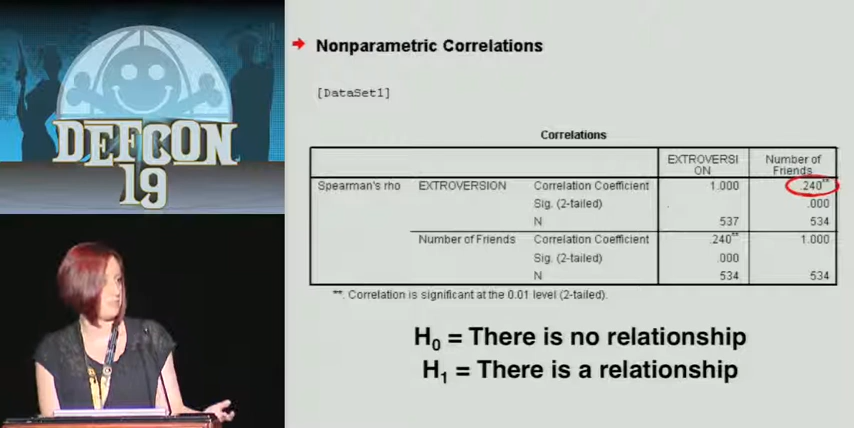 DEFCON
19
Nonparametric Correlations
[DataSet1]
Correlations
EXTROVERSI
ON
Number of
Friends
Spearman's rho EXTROVERSION Correlation Coefficient 1.000 .240**
Sig. (2-tailed) . .000
N 537 534
Number of Friends Correlation Coefficient .240** 1.000
Sig. (2-tailed) .000
N 534 534
**. Correlation is significant at the 0.01 level (2-tailed).
H0 = There is no relationship
H1 = There is a relationship